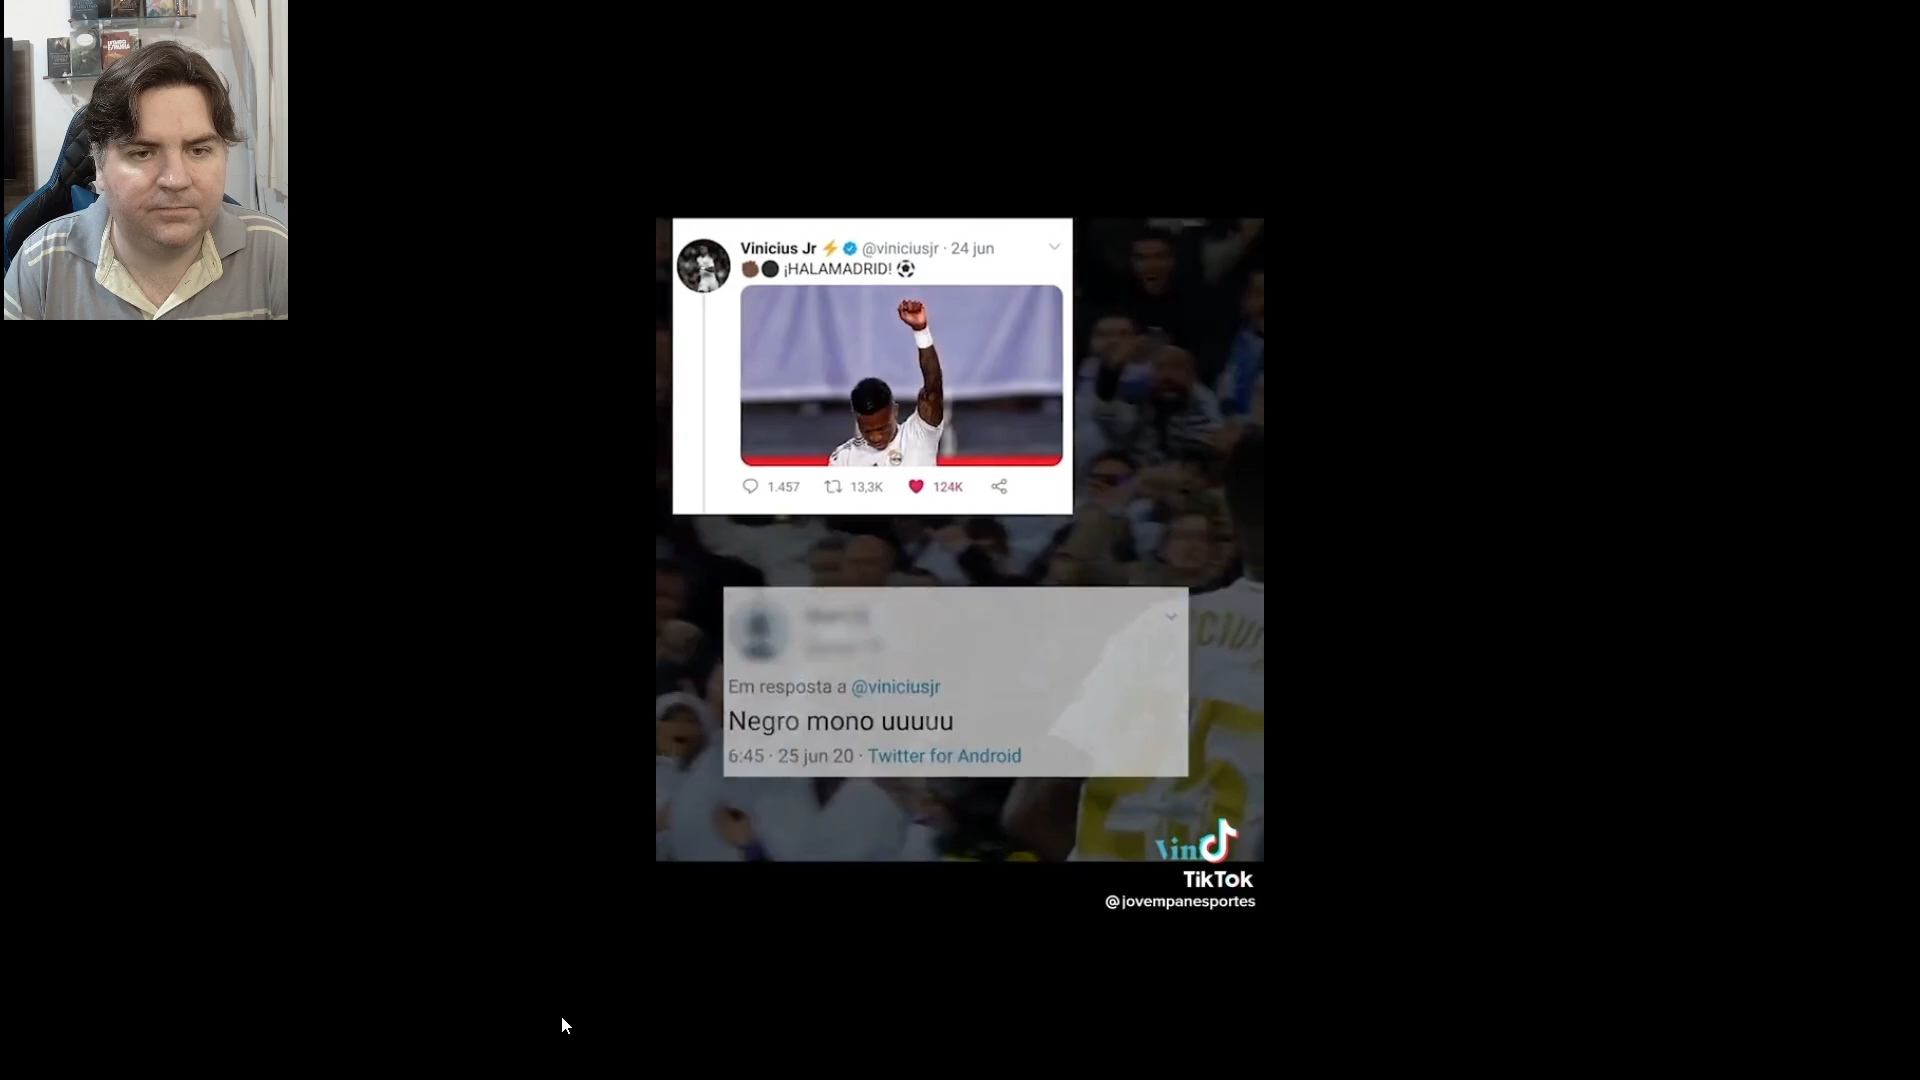 Vinicius Jr ⚡ @viniciusjr · 24 jun
✊🏾⚫ ¡HALAMADRID! ⚽
1.457 13,3K 124K
Em resposta a @viniciusjr
Negro mono uuuuu
6:45 · 25 jun 20 · Twitter for Android
TikTok
@jovempanesportes